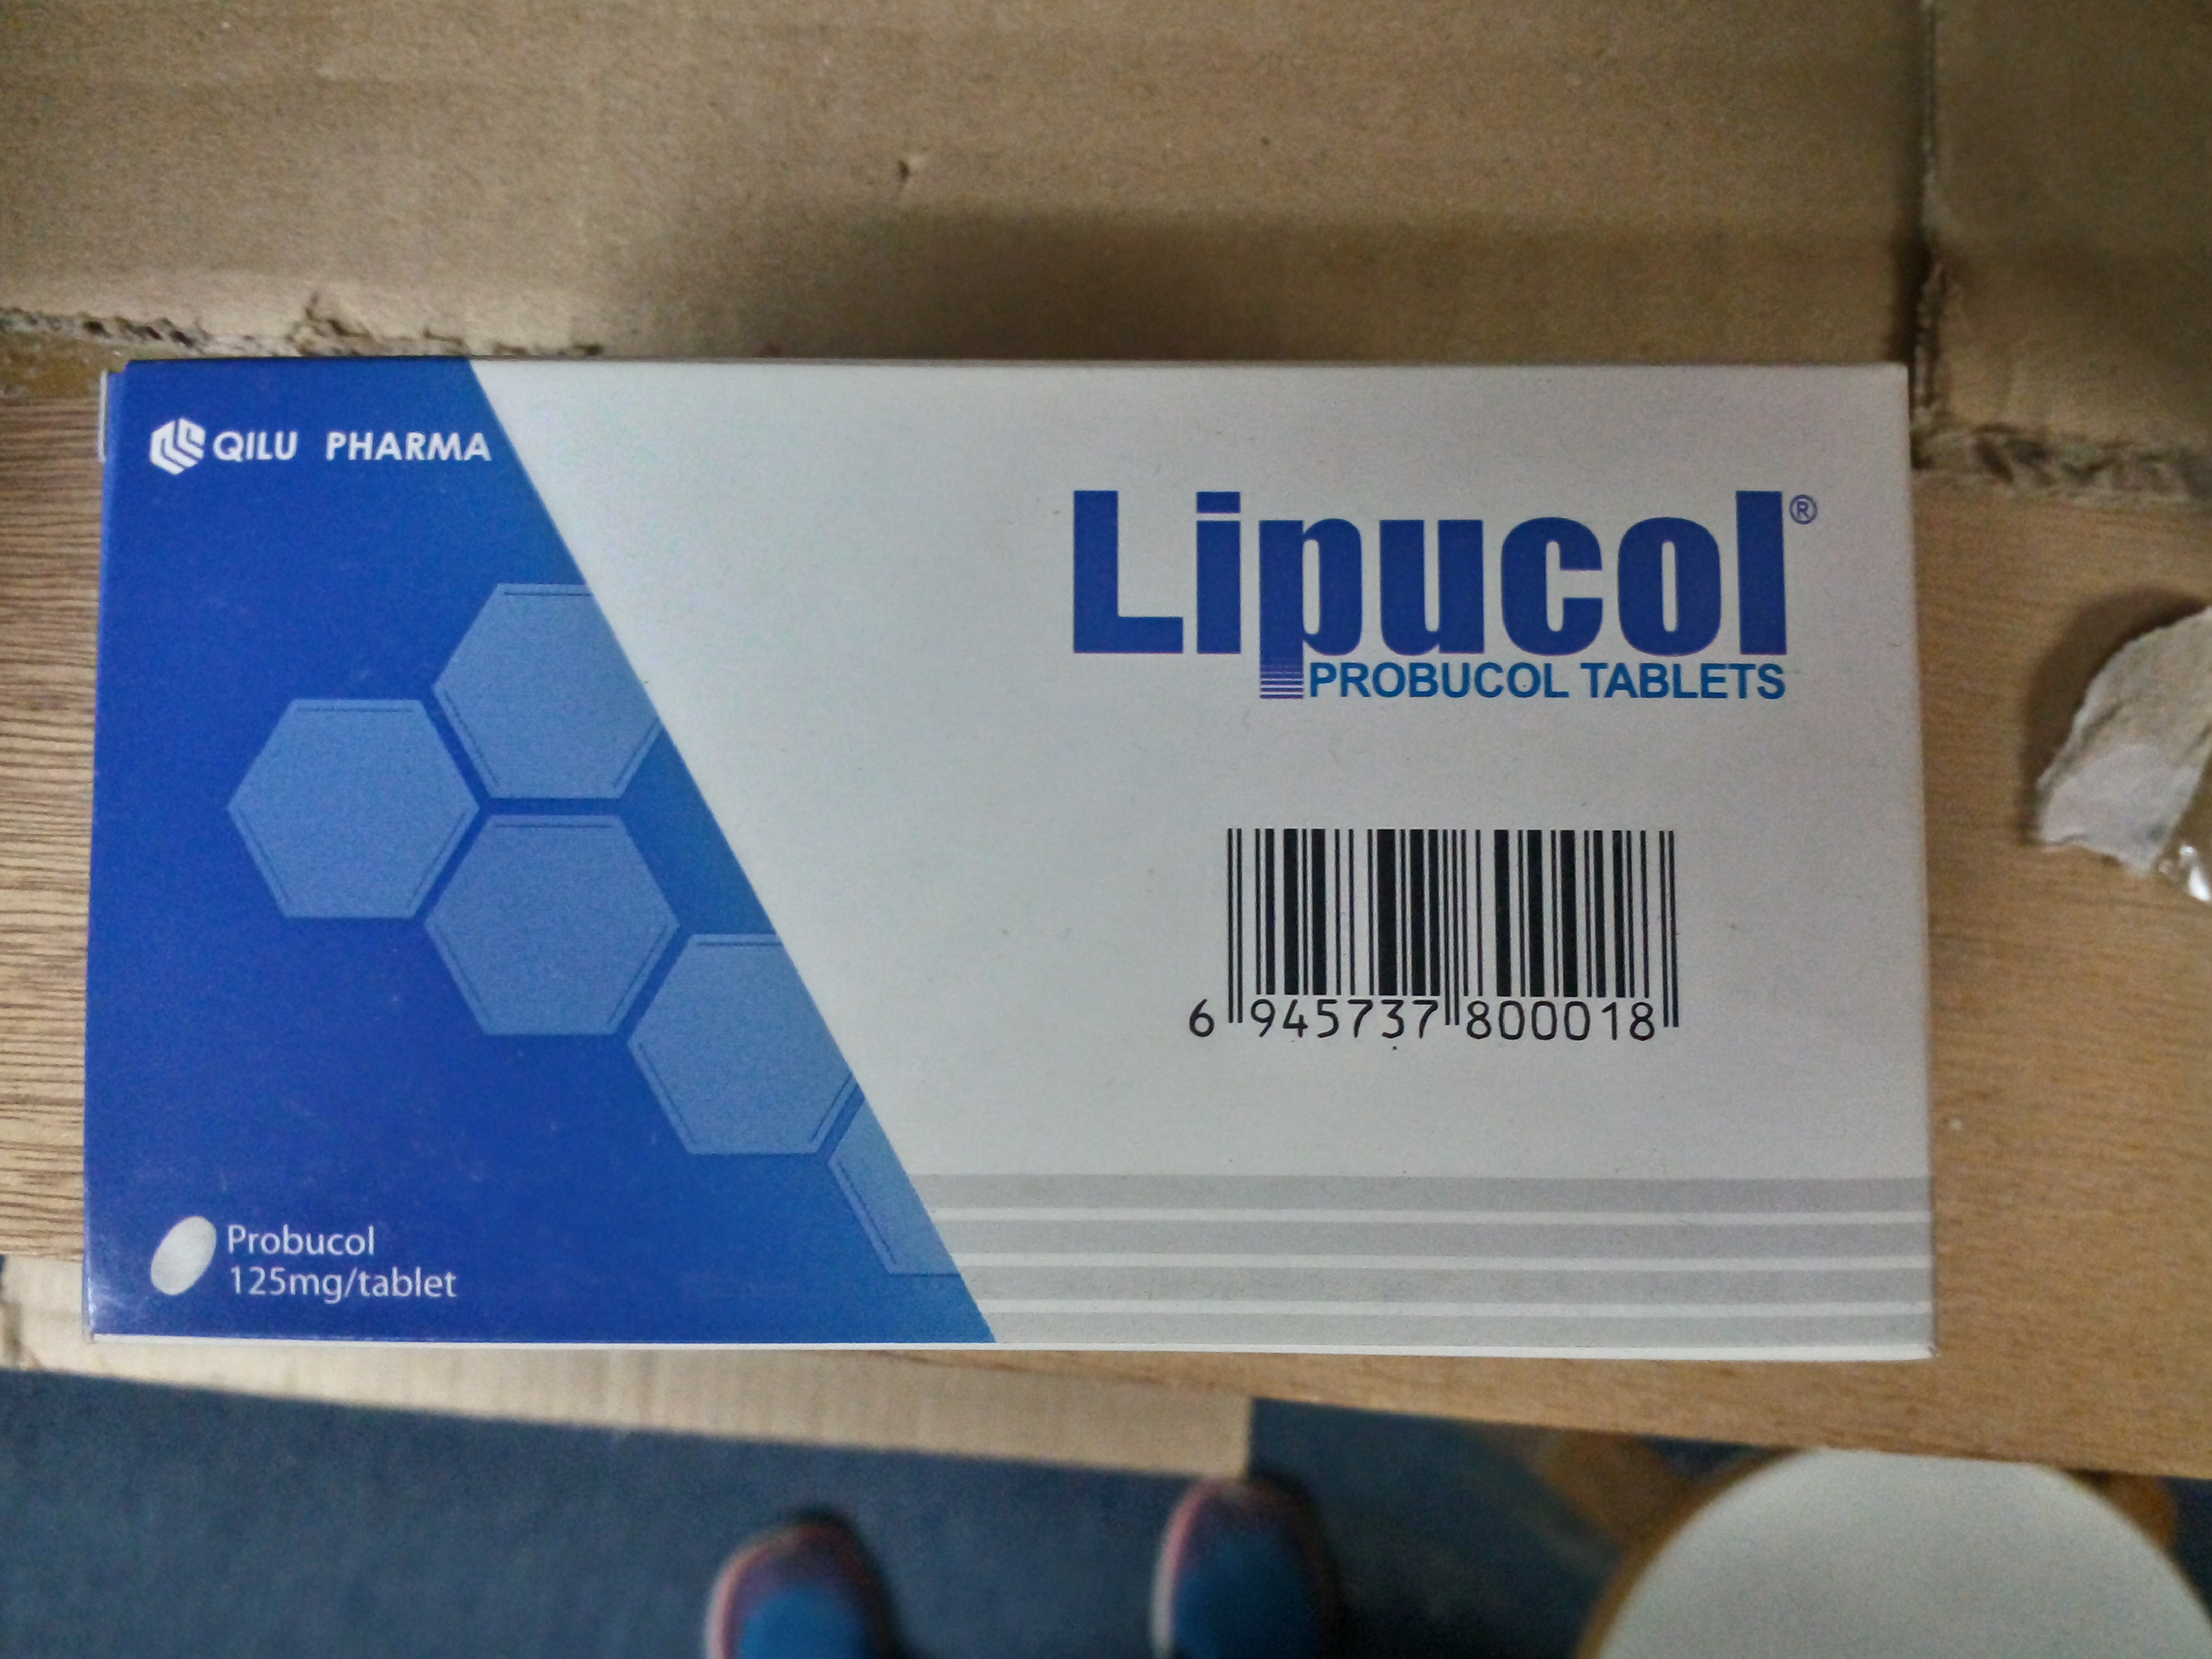 QILU PHARMA
Lipucol®
PROBUCOL TABLETS
6 945737 800018
Probucol
125mg/tablet